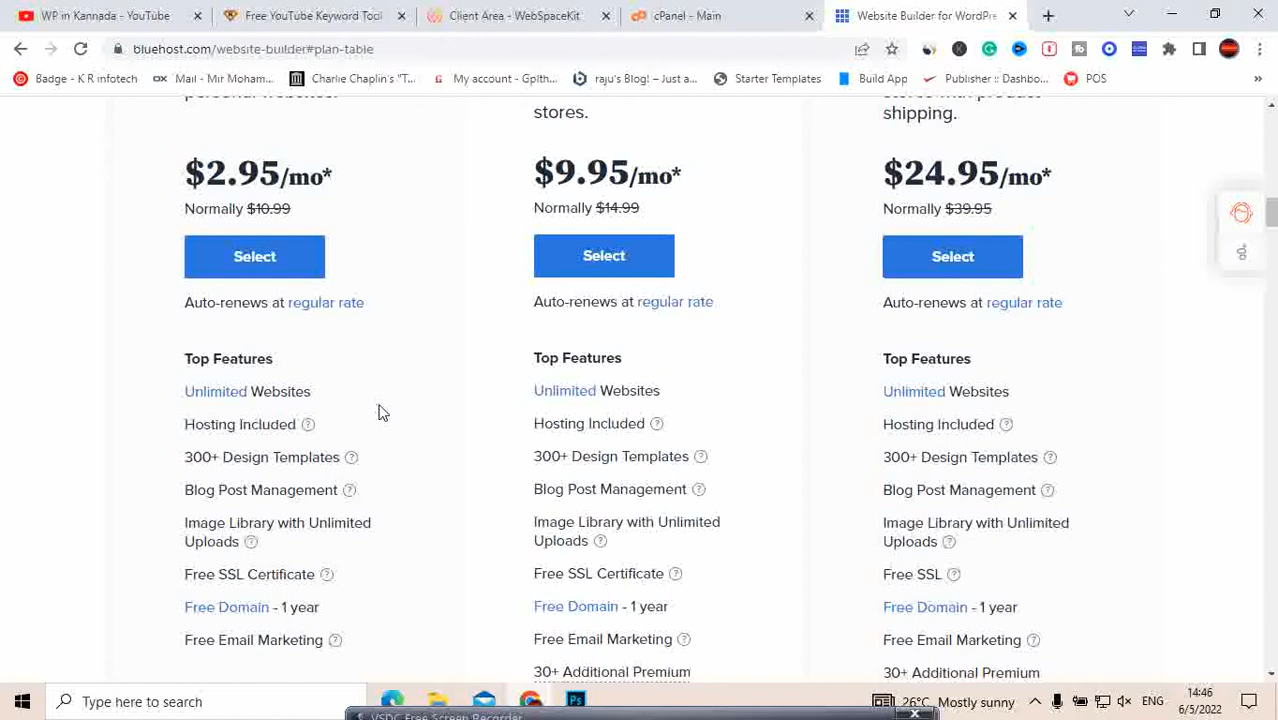 WP in Kannada - YouTube
Free YouTube Keyword Tool
Client Area - WebSpaceKit
cPanel - Main
Website Builder for WordPre
bluehost.com/website-builder#plan-table
Badge - K R infotech
Mail - Mir Moham...
Charlie Chaplin's "T...
My account - Gplth...
raju's Blog! – Just a...
Starter Templates
Build App
Publisher :: Dashbo...
POS
personal websites.
stores.
stores with product
shipping.
$2.95/mo*
Normally $10.99
Select
Auto-renews at regular rate
Top Features
Unlimited Websites
Hosting Included
300+ Design Templates
Blog Post Management
Image Library with Unlimited
Uploads
Free SSL Certificate
Free Domain - 1 year
Free Email Marketing
$9.95/mo*
Normally $14.99
Select
Auto-renews at regular rate
Top Features
Unlimited Websites
Hosting Included
300+ Design Templates
Blog Post Management
Image Library with Unlimited
Uploads
Free SSL Certificate
Free Domain - 1 year
Free Email Marketing
30+ Additional Premium
$24.95/mo*
Normally $39.95
Select
Auto-renews at regular rate
Top Features
Unlimited Websites
Hosting Included
300+ Design Templates
Blog Post Management
Image Library with Unlimited
Uploads
Free SSL
Free Domain - 1 year
Free Email Marketing
30+ Additional Premium
Type here to search
Ps
26°C Mostly sunny
ENG
14:46
6/5/2022
VSDC Free Screen Recorder